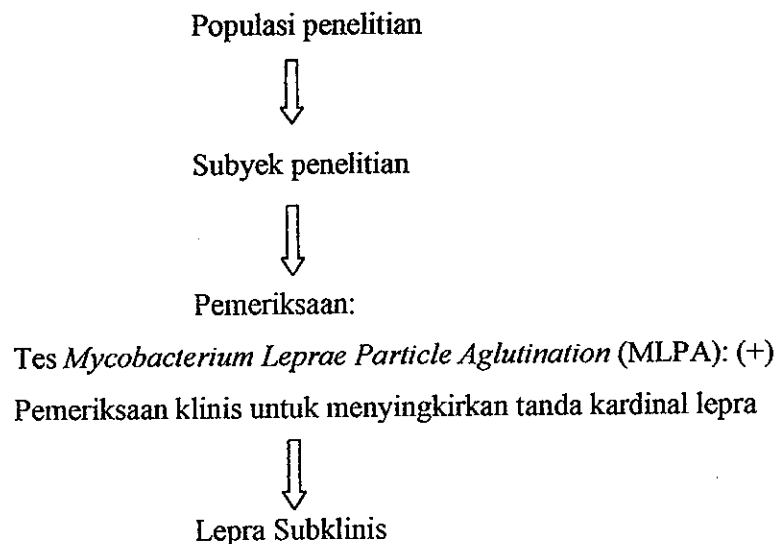 Populasi penelitian
Subyek penelitian
Pemeriksaan:
Tes Mycobacterium Leprae Particle Aglutination (MLPA): (+)
Pemeriksaan klinis untuk menyingkirkan tanda kardinal lepra
Lepra Subklinis